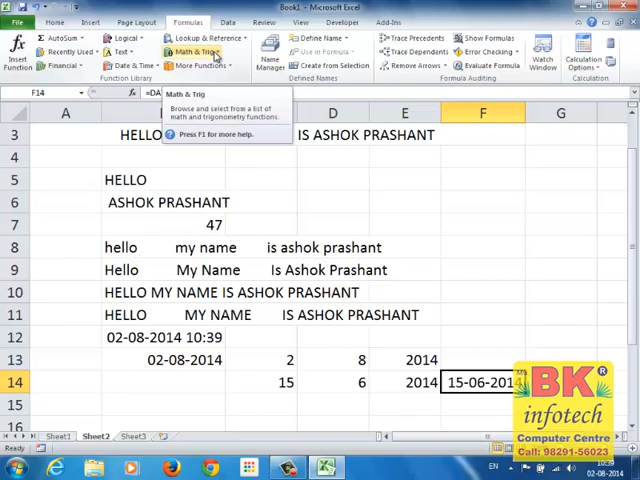 Book1 - Microsoft Excel
File Home Insert Page Layout Formulas Data Review View Developer Add-Ins
fx Insert Function
AutoSum
Recently Used
Financial
Logical
Text
Date & Time
Lookup & Reference
Math & Trig
More Functions
Function Library
Name Manager
Define Name
Use in Formula
Create from Selection
Defined Names
Trace Precedents
Trace Dependents
Remove Arrows
Show Formulas
Error Checking
Evaluate Formula
Formula Auditing
Watch Window
Calculation Options
Calculation
F14 =DA
Math & Trig
Browse and select from a list of
math and trigonometry functions.
Press F1 for more help.
A D E F G
3 HELLO IS ASHOK PRASHANT
4
5 HELLO
6 ASHOK PRASHANT
7 47
8 hello my name is ashok prashant
9 Hello My Name Is Ashok Prashant
10 HELLO MY NAME IS ASHOK PRASHANT
11 HELLO MY NAME IS ASHOK PRASHANT
12 02-08-2014 10:39
13 02-08-2014 2 8 2014
14 15 6 2014 15-06-2014
15
16
BK ®
infotech
Computer Centre
Call: 98291-56023
Sheet1 Sheet2 Sheet3
Ready
EN 10:39